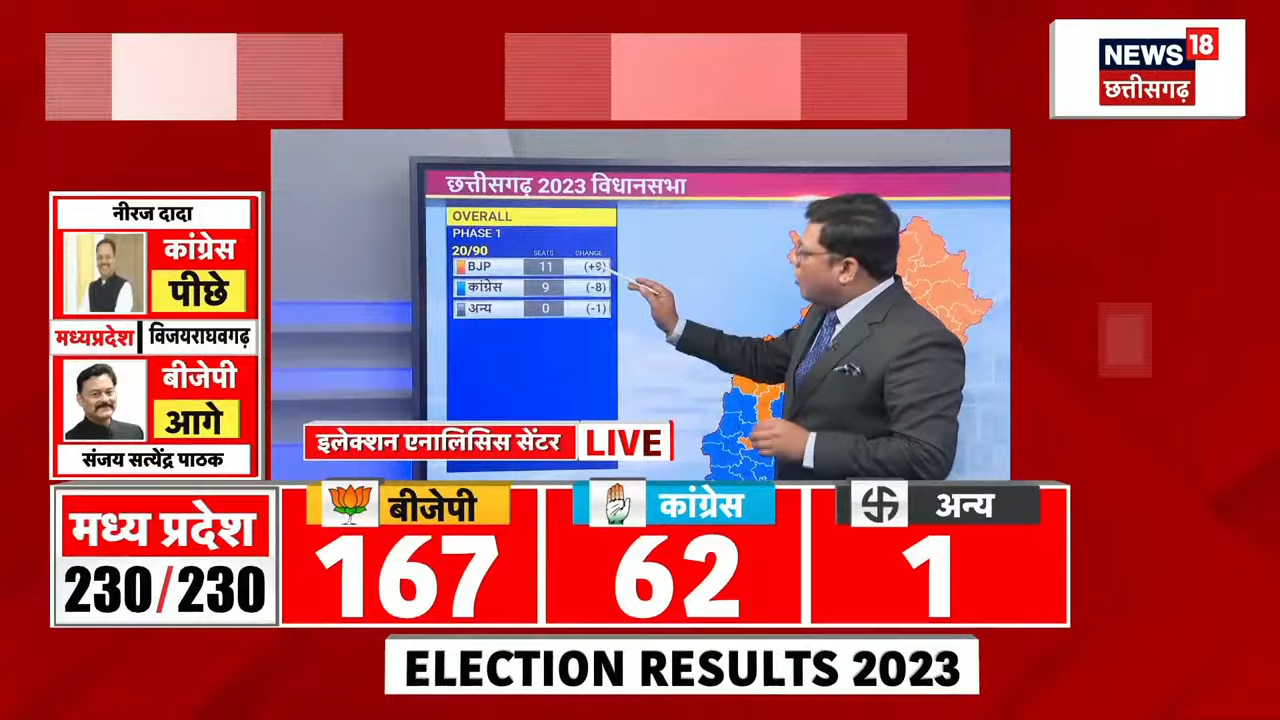 NEWS 18
छत्तीसगढ़
छत्तीसगढ़ 2023 विधानसभा
OVERALL
PHASE 1
20/90 SEATS CHANGE
BJP 11 (+9)
कांग्रेस 9 (-8)
अन्य 0 (-1)
नीरज दादा
कांग्रेस
पीछे
मध्यप्रदेश विजयराघवगढ़
बीजेपी
आगे
संजय सत्येंद्र पाठक
इलेक्शन एनालिसिस सेंटर LIVE
मध्य प्रदेश
230/230
बीजेपी
167
कांग्रेस
62
अन्य
1
ELECTION RESULTS 2023